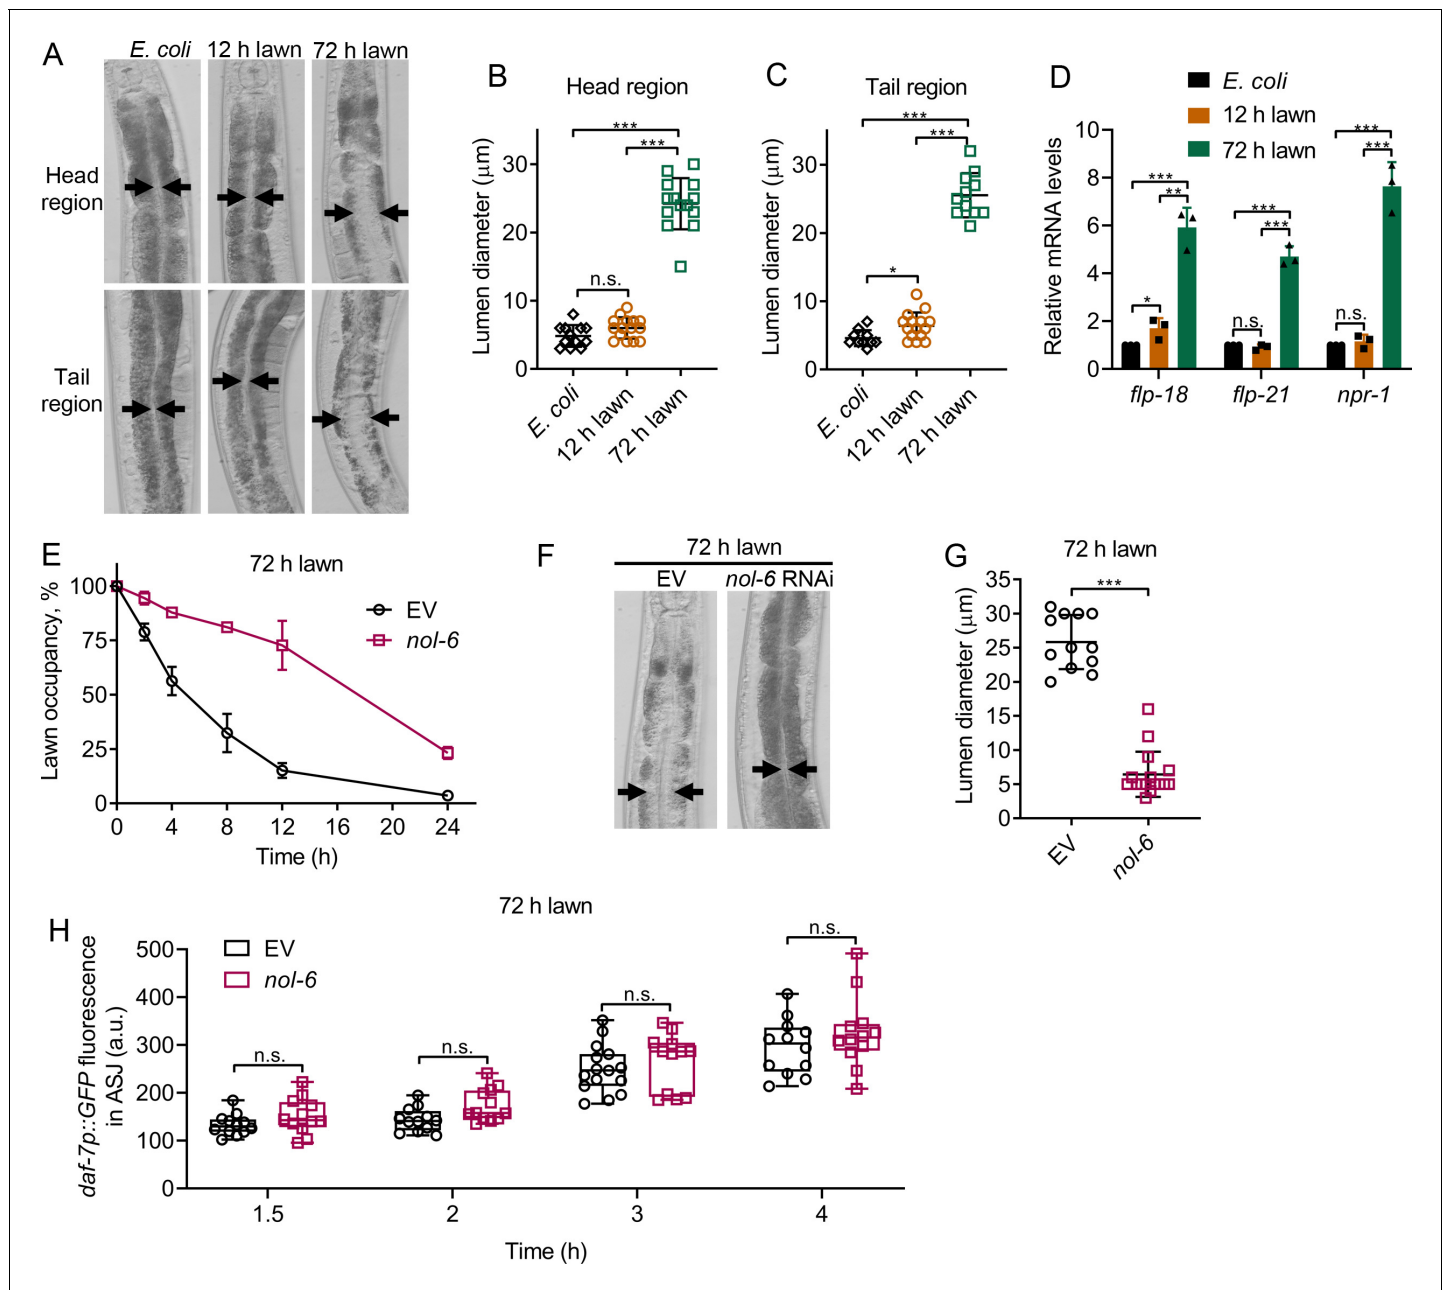 A
E. coli
12 h lawn
72 h lawn
Head
region
Tail
region
B
Head region
Lumen diameter (μm)
30
20
10
0
***
***
n.s.
E. coli
12 h lawn
72 h lawn
C
Tail region
Lumen diameter (μm)
30
20
10
0
***
***
*
E. coli
12 h lawn
72 h lawn
D
E. coli
12 h lawn
72 h lawn
Relative mRNA levels
10
8
6
4
2
0
***
**
*
***
***
n.s.
***
***
n.s.
flp-18
flp-21
npr-1
E
72 h lawn
Lawn occupancy, %
100
75
50
25
0
EV
nol-6
0 4 8 12 16 20 24
Time (h)
F
72 h lawn
EV
nol-6 RNAi
G
72 h lawn
Lumen diameter (μm)
35
30
25
20
15
10
5
0
***
EV
nol-6
H
72 h lawn
daf-7p::GFP fluorescence
in ASJ (a.u.)
500
400
300
200
100
0
EV
nol-6
n.s.
n.s.
n.s.
n.s.
1.5 2 3 4
Time (h)